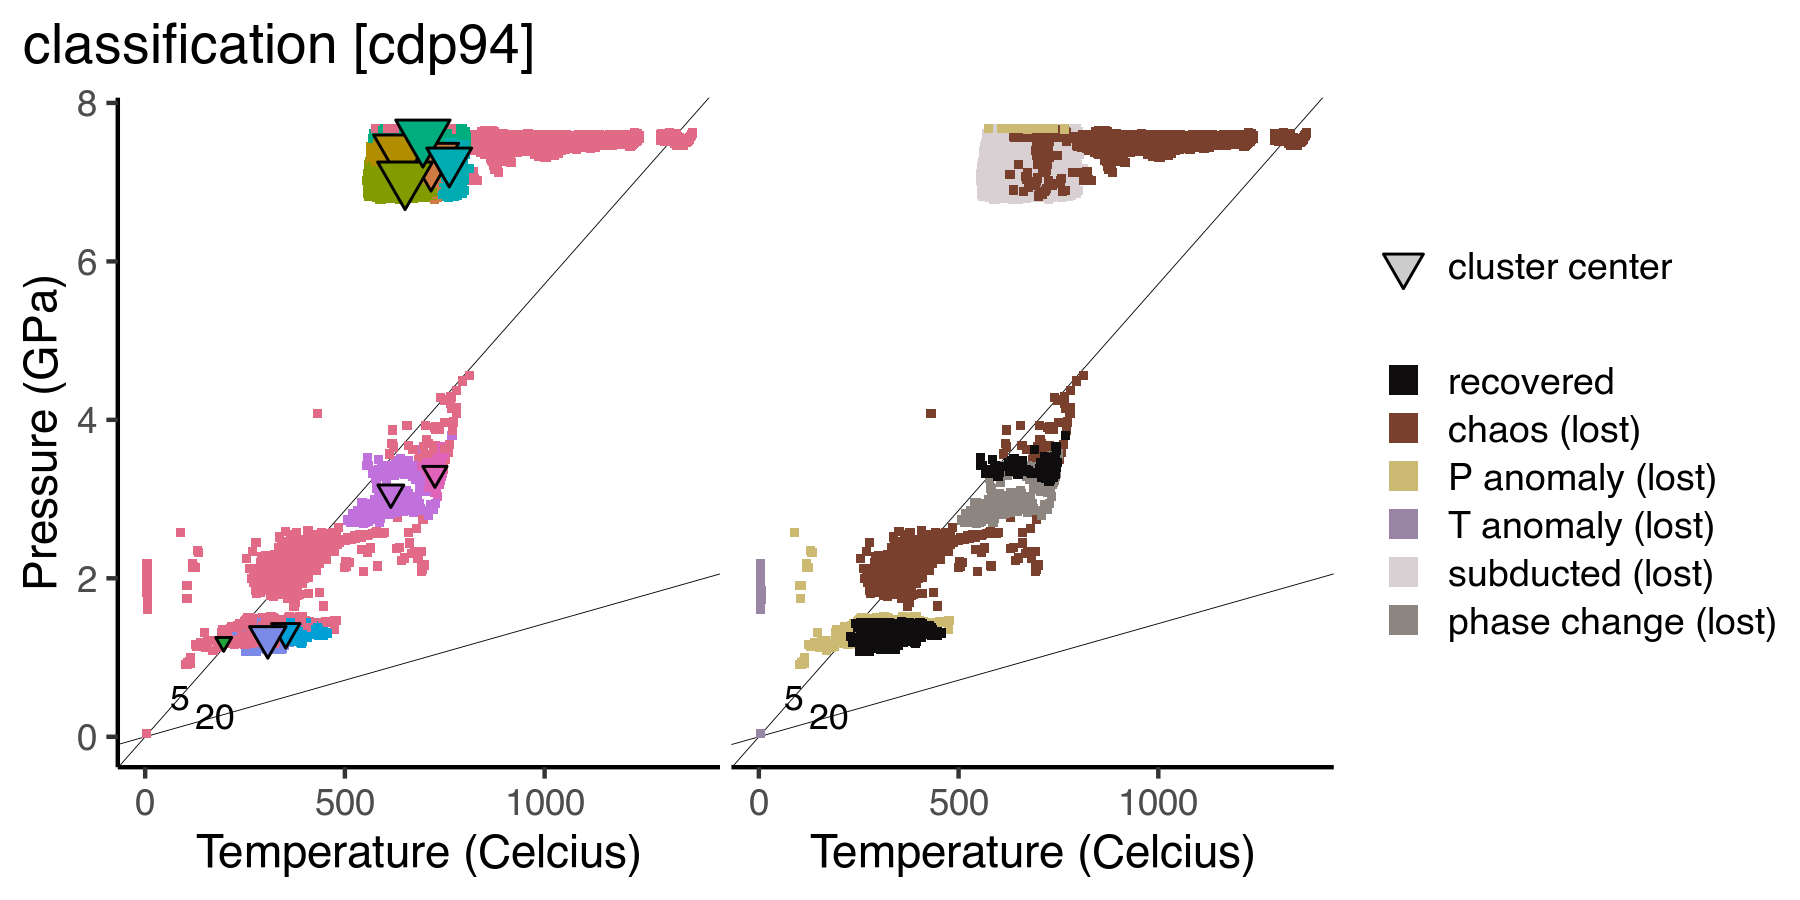 classification [cdp94]
Pressure (GPa)
8
6
4
2
0
5
20
0
500
1000
Temperature (Celcius)
5
20
0
500
1000
Temperature (Celcius)
cluster center
recovered
chaos (lost)
P anomaly (lost)
T anomaly (lost)
subducted (lost)
phase change (lost)